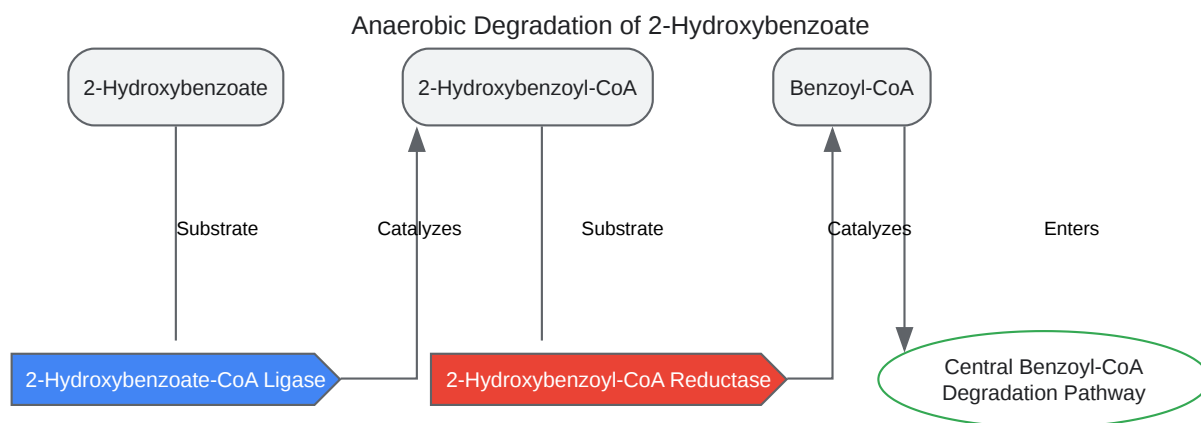 Anaerobic Degradation of 2-Hydroxybenzoate
2-Hydroxybenzoate
2-Hydroxybenzoyl-CoA
Benzoyl-CoA
Substrate
Catalyzes
Substrate
Catalyzes
Enters
2-Hydroxybenzoate-CoA Ligase
2-Hydroxybenzoyl-CoA Reductase
Central Benzoyl-CoA
Degradation Pathway